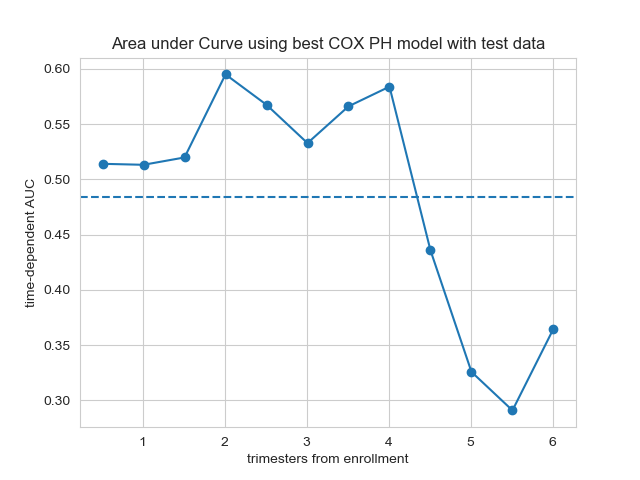 Area under Curve using best COX PH model with test data
time-dependent AUC
0.60
0.55
0.50
0.45
0.40
0.35
0.30
1 2 3 4 5 6
trimesters from enrollment